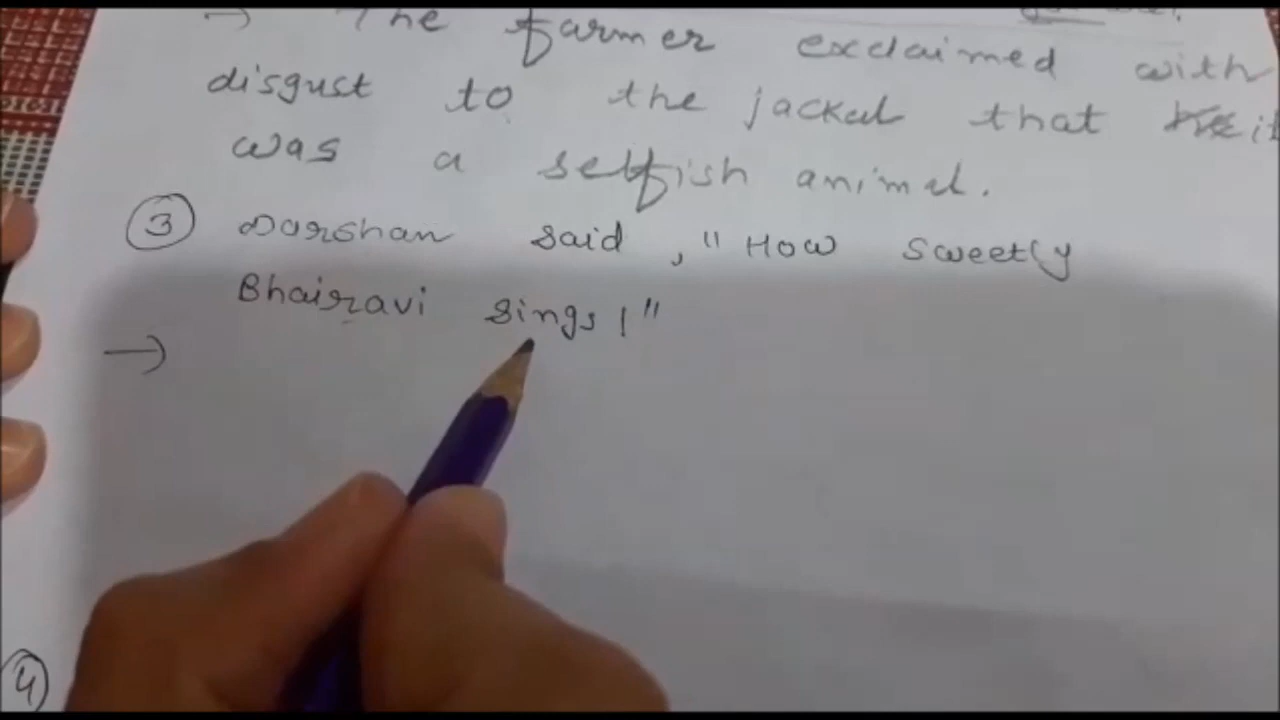 → The farmer exclaimed with
disgust to the jackal that it
was a selfish animal.
③ Darshan said, "How sweetly
Bhairavi sings!"
→
④